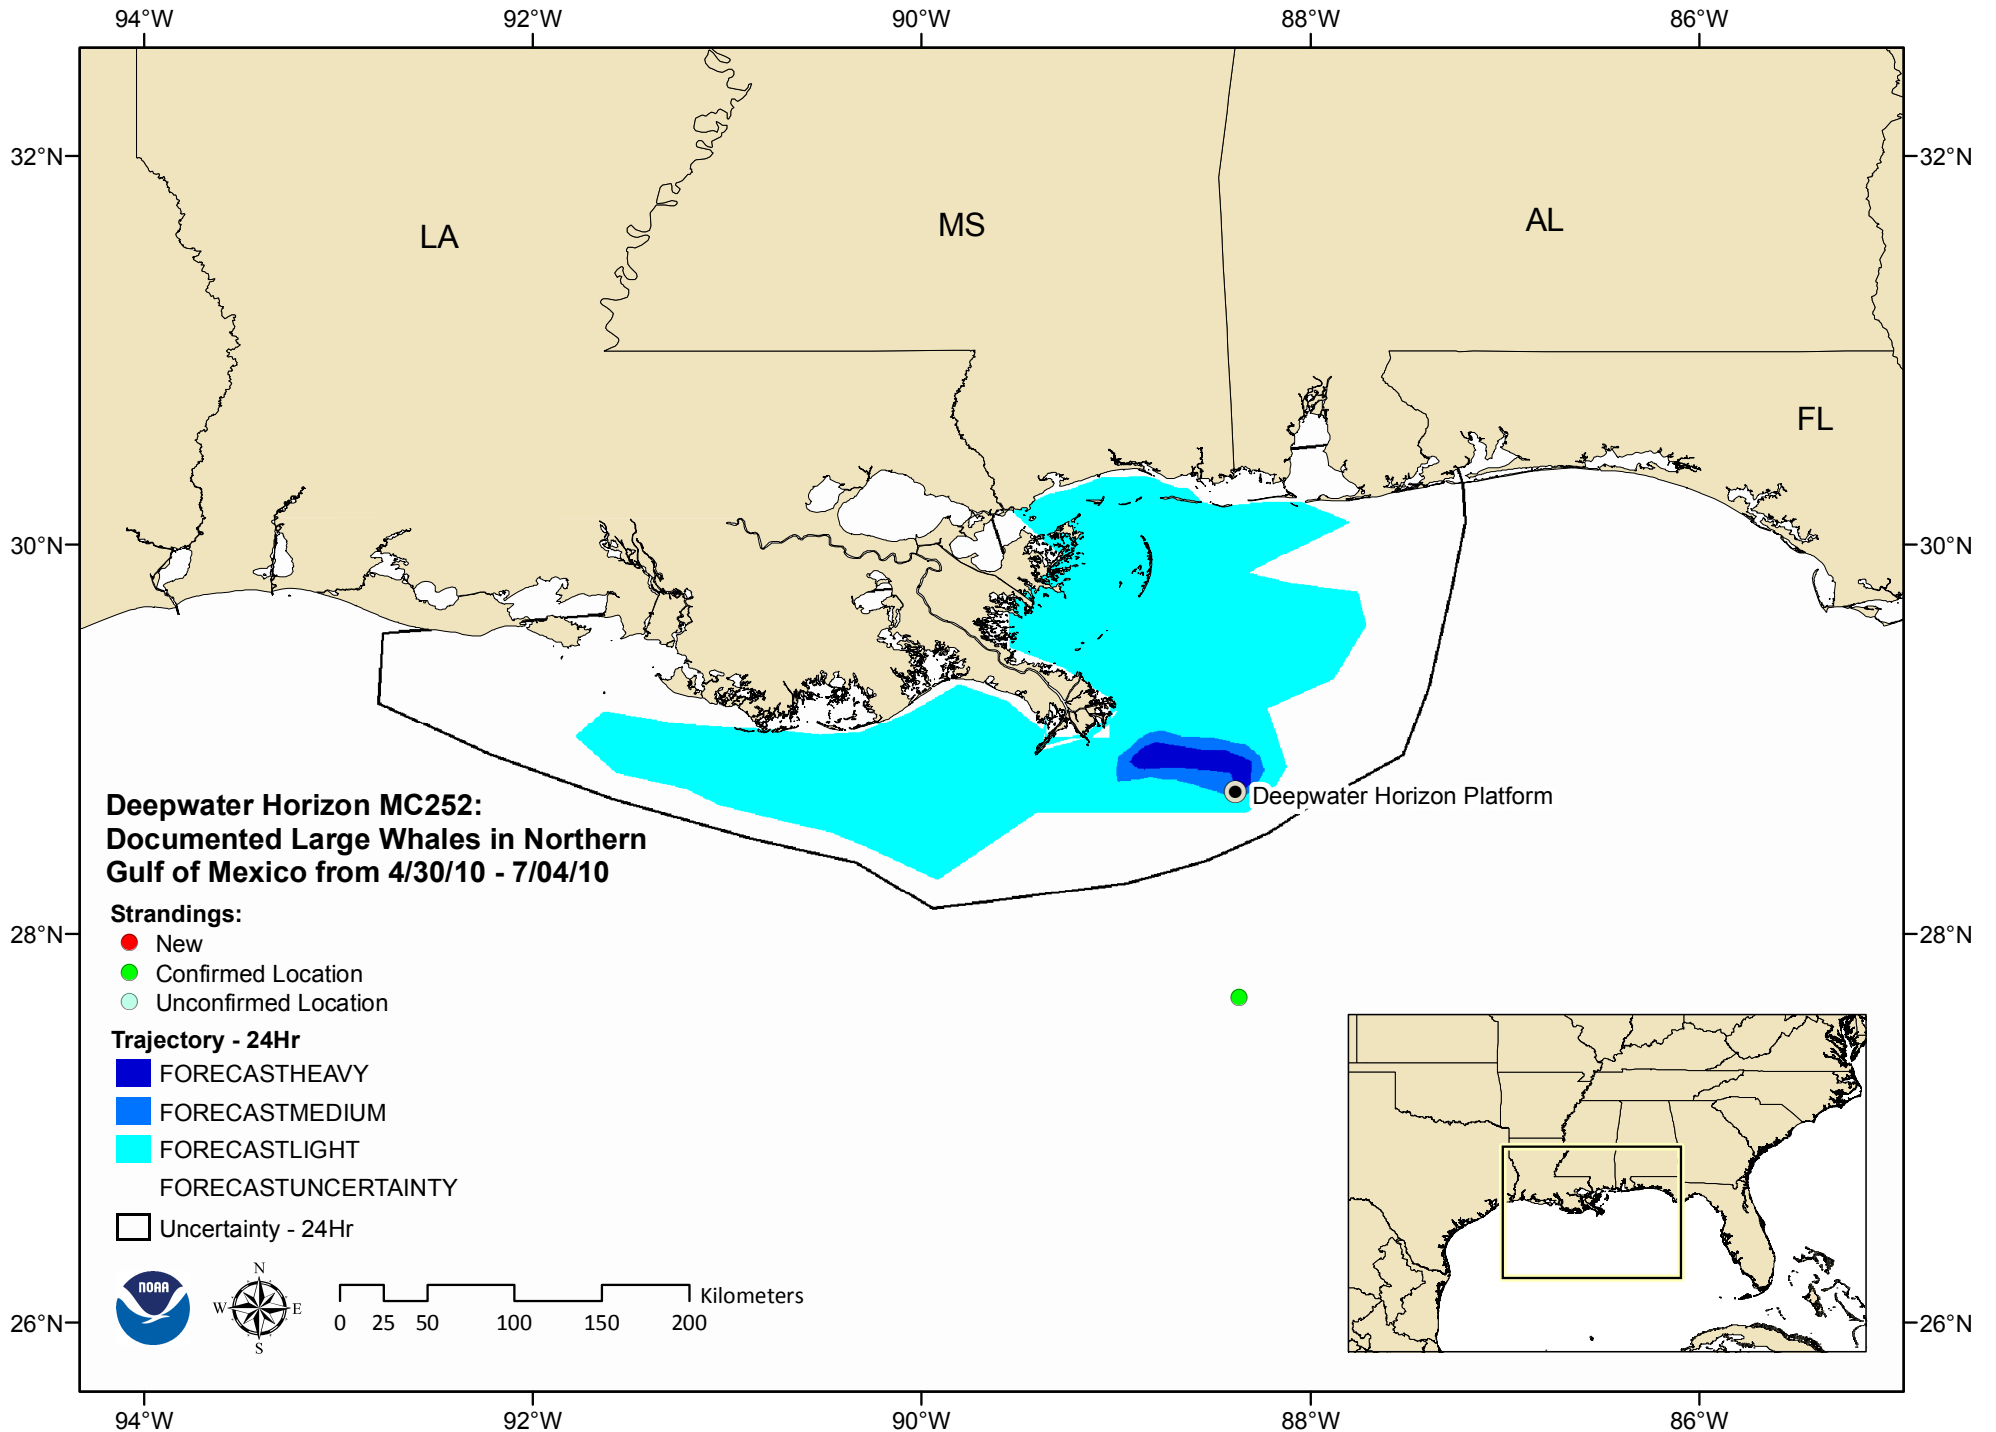 94°W 92°W 90°W 88°W 86°W
32°N 32°N
LA MS AL
FL
30°N 30°N
Deepwater Horizon Platform
Deepwater Horizon MC252:
Documented Large Whales in Northern
Gulf of Mexico from 4/30/10 - 7/04/10
28°N 28°N
Strandings:
New
Confirmed Location
Unconfirmed Location
Trajectory - 24Hr
FORECASTHEAVY
FORECASTMEDIUM
FORECASTLIGHT
FORECASTUNCERTAINTY
Uncertainty - 24Hr
NOAA
N
W E
S
Kilometers
0 25 50 100 150 200
26°N 26°N
94°W 92°W 90°W 88°W 86°W